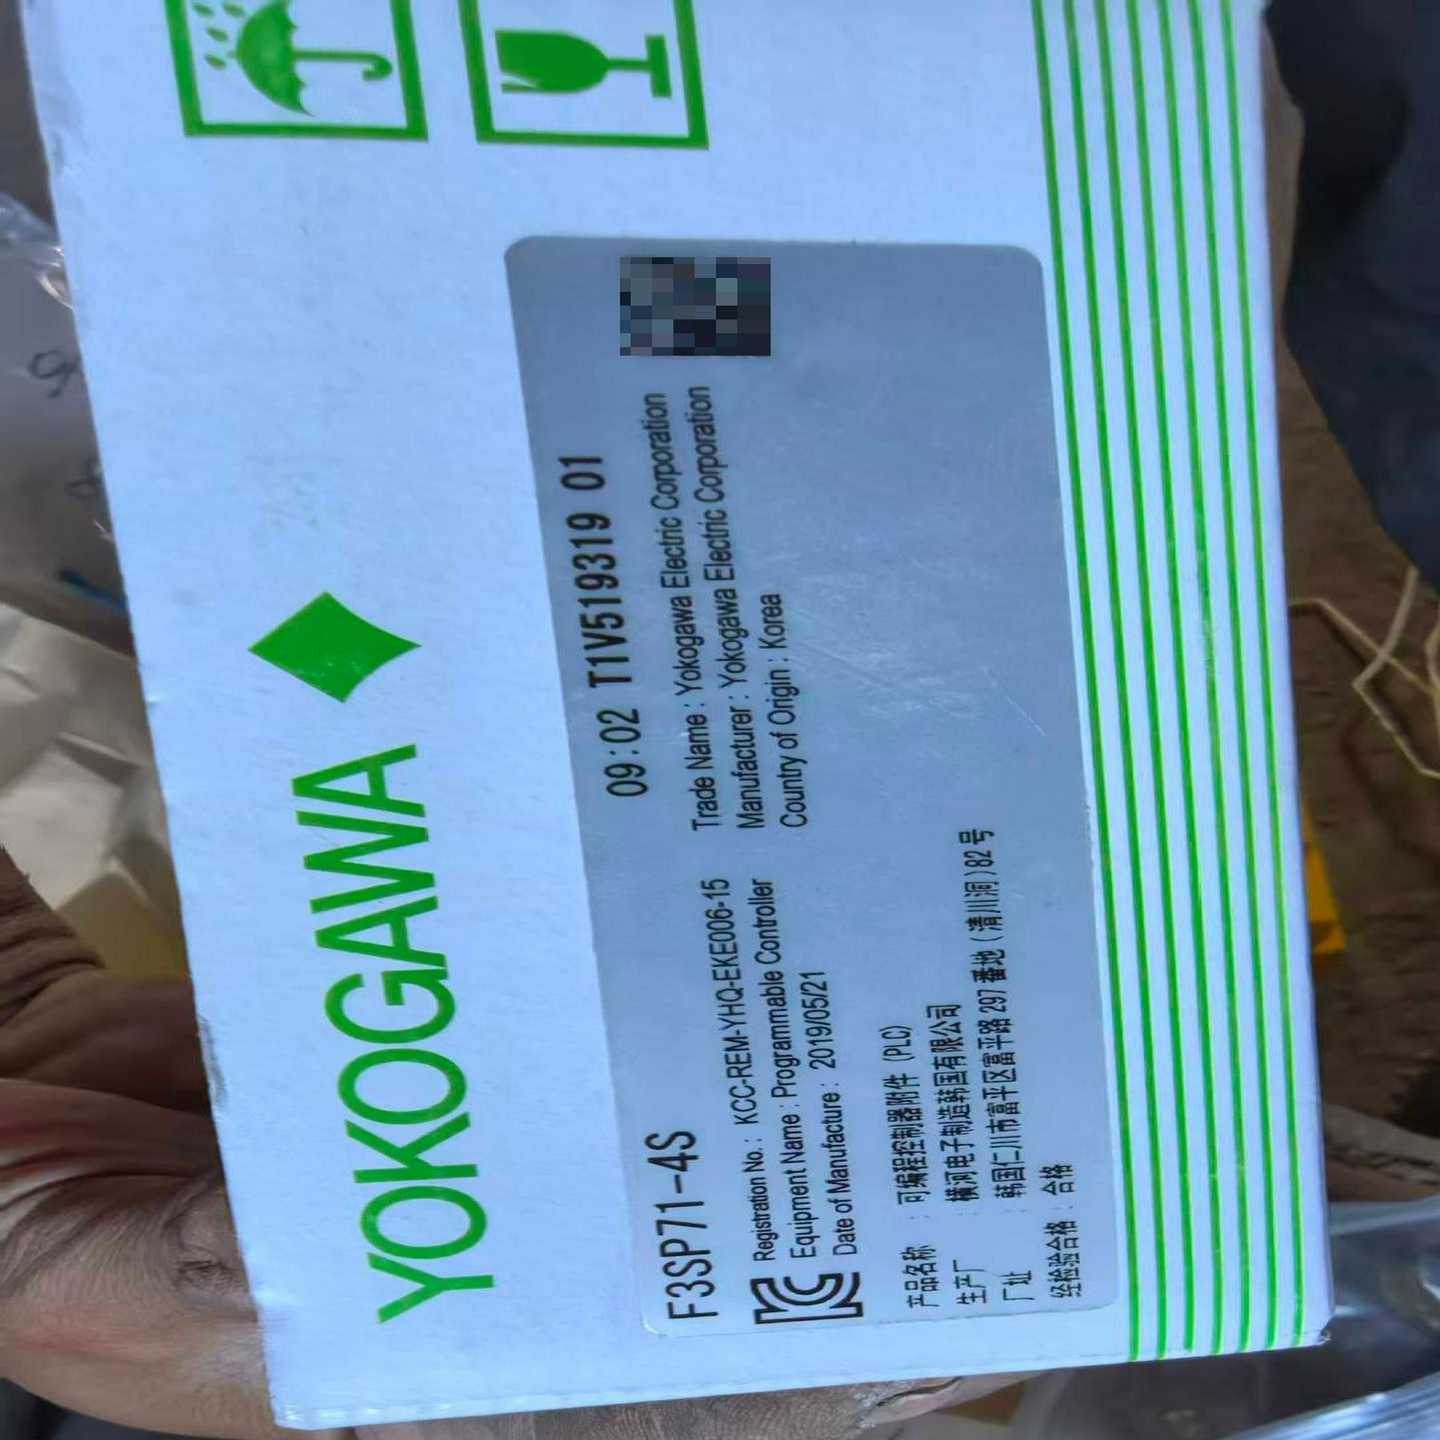 YOKOGAWA
F3SP71-4S
09:02 T1V519319 01
Registration No. : KCC-REM-YHQ-EKE006-15
Equipment Name : Programmable Controller
Date of Manufacture : 2019/05/21
Trade Name : Yokogawa Electric Corporation
Manufacturer : Yokogawa Electric Corporation
Country of Origin : Korea
产品名称 : 可编程控制器附件 (PLC)
生产厂 : 横河电子制造韩国有限公司
厂址 : 韩国仁川市富平区富平路 297 番地 ( 清川洞 ) 82 号
经检验合格 : 合格